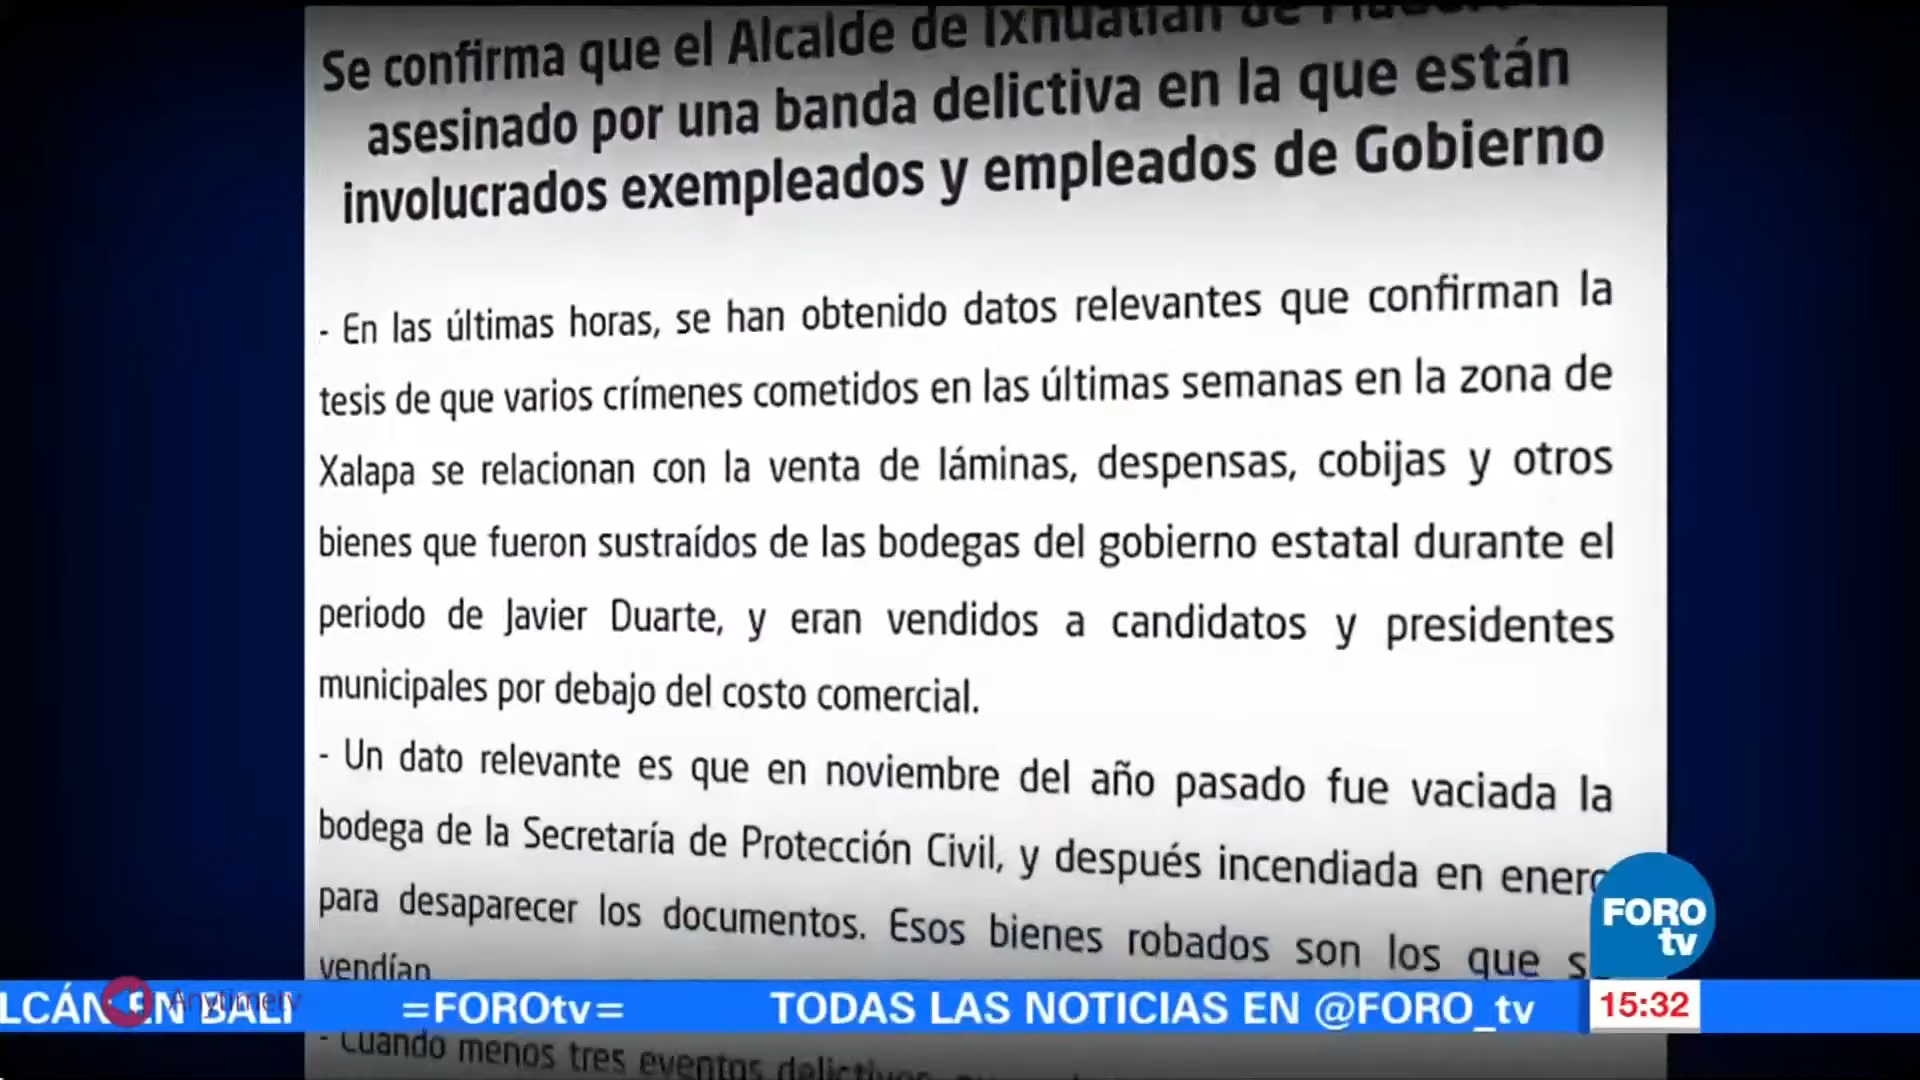 Se confirma que el Alcalde de Ixhuatlán de
asesinado por una banda delictiva en la que están
involucrados exempleados y empleados de Gobierno
- En las últimas horas, se han obtenido datos relevantes que confirman la
tesis de que varios crímenes cometidos en las últimas semanas en la zona de
Xalapa se relacionan con la venta de láminas, despensas, cobijas y otros
bienes que fueron sustraídos de las bodegas del gobierno estatal durante el
periodo de Javier Duarte, y eran vendidos a candidatos y presidentes
municipales por debajo del costo comercial.
- Un dato relevante es que en noviembre del año pasado fue vaciada la
bodega de la Secretaría de Protección Civil, y después incendiada en enero
para desaparecer los documentos. Esos bienes robados son los que
vendían
FORO
tv
LCÁN EN BALI =FOROtv= TODAS LAS NOTICIAS EN @FORO_tv 15:32
Anytimetv
- Cuando menos tres eventos